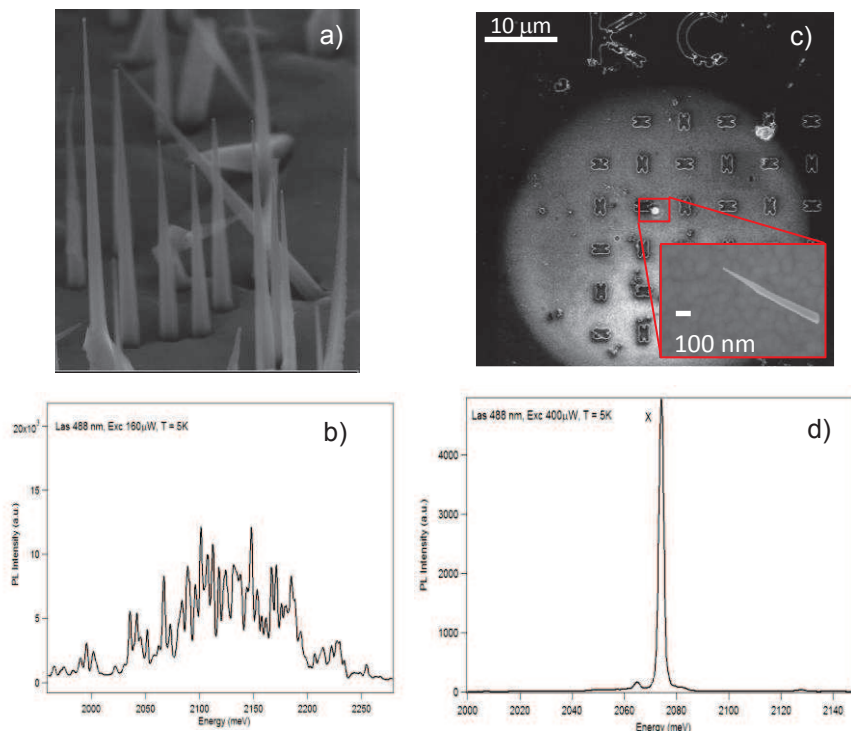 a)
10 µm
K C
c)
100 nm
b)
Las 488 nm, Exc 160µW, T = 5K
20x10³
15
10
5
0
PL Intensity (a.u.)
2000
2050
2100
2150
2200
2250
Energy (meV)
d)
Las 488 nm, Exc 400µW, T = 5K
X
4000
3000
2000
1000
0
PL Intensity (a.u.)
2000
2020
2040
2060
2080
2100
2120
2140
Energy (meV)